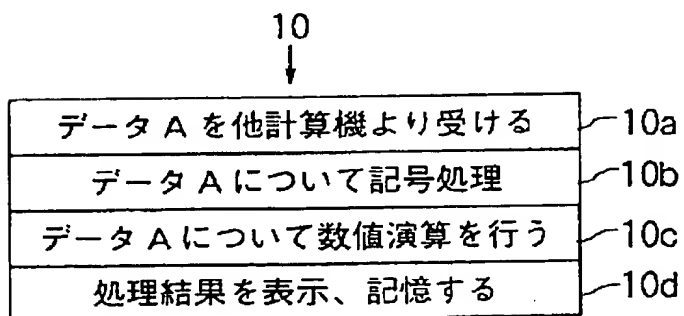 10
データAを他計算機より受ける 10a
データAについて記号処理 10b
データAについて数値演算を行う 10c
処理結果を表示、記憶する 10d